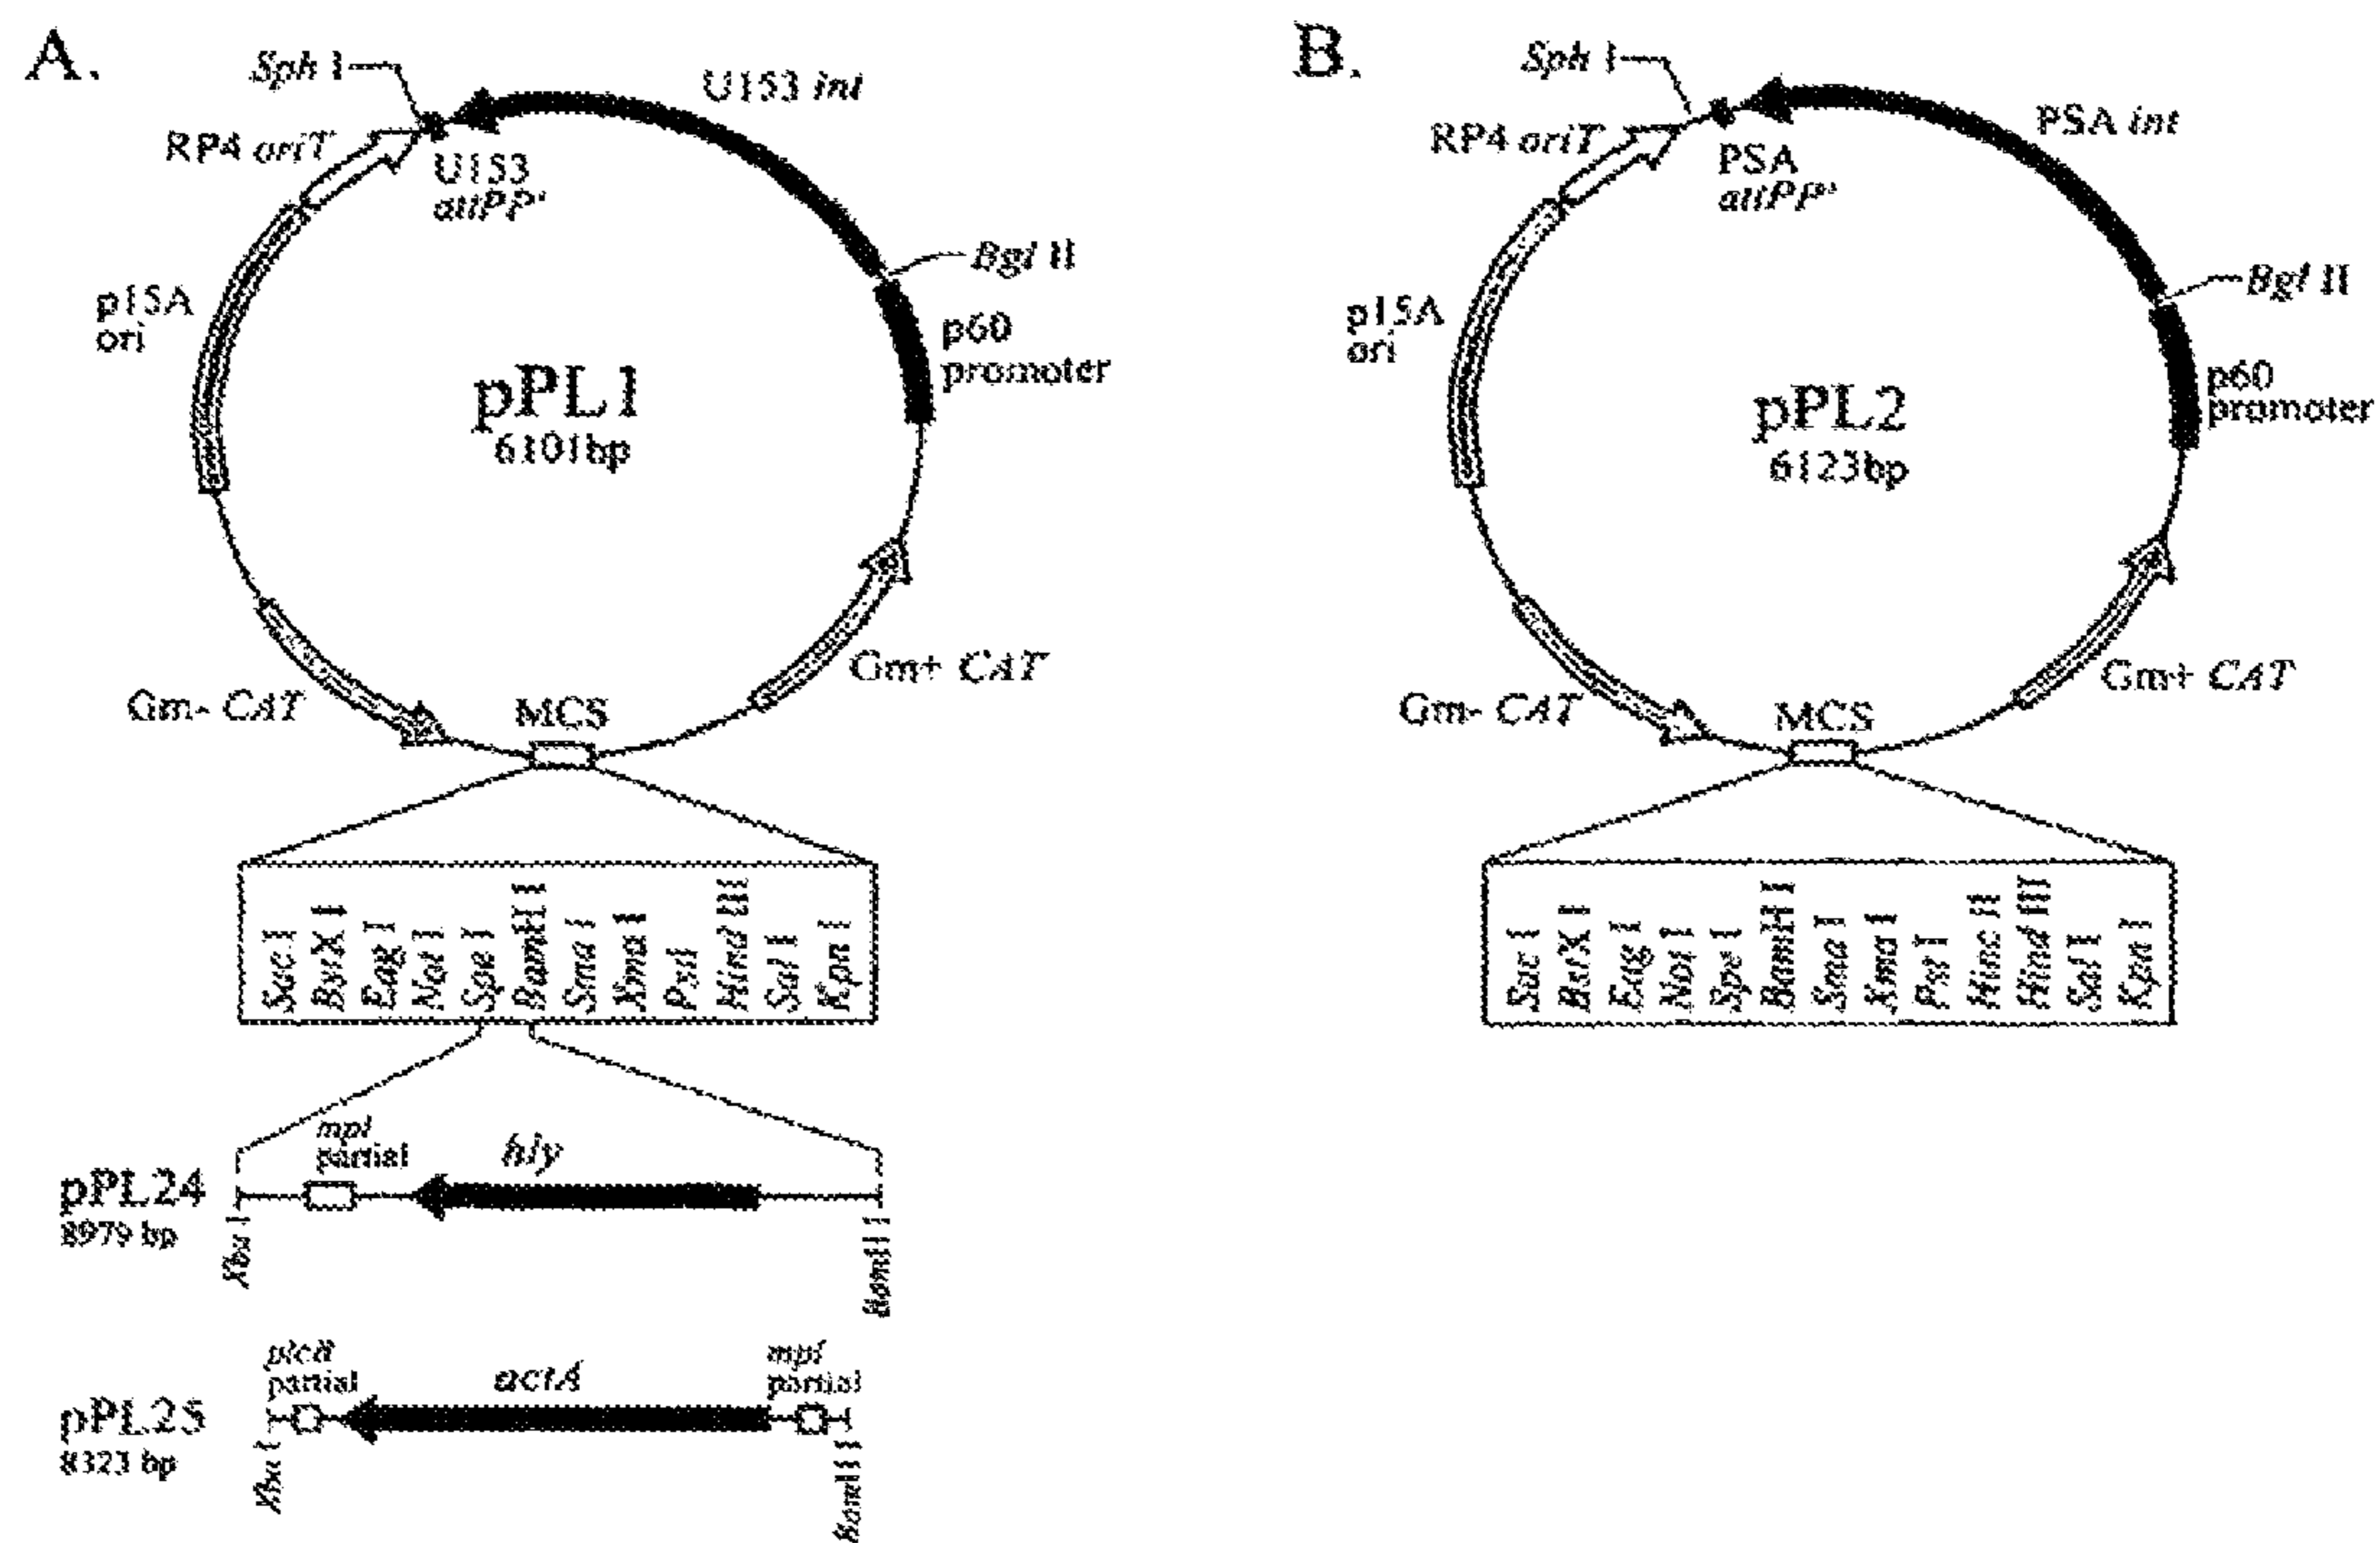 A.
Sph I
U153 int
RP4 oriT
U153
attPP'
Bgl II
p15A
ori
p60
promoter
pPL1
6101bp
Gm+ CAT
Gm- CAT
MCS
Sac I
BstX I
Eag I
Not I
Spe I
BamH I
Sma I
Xma I
PstI
Hind III
Sal I
Kpn I
mpl
partial
hly
pPL24
8979 bp
Xba I
BamH I
plcB
partial
actA
mpl
partial
pPL25
8323 bp
Xba I
BamH I
B.
Sph I
PSA int
RP4 oriT
PSA
attPP'
Bgl II
p15A
ori
p60
promoter
pPL2
6123bp
Gm+ CAT
Gm- CAT
MCS
Sac I
BstX I
Eag I
Not I
Spe I
BamH I
Sma I
Xma I
Pst I
Hinc II
Hind III
Sal I
Kpn I